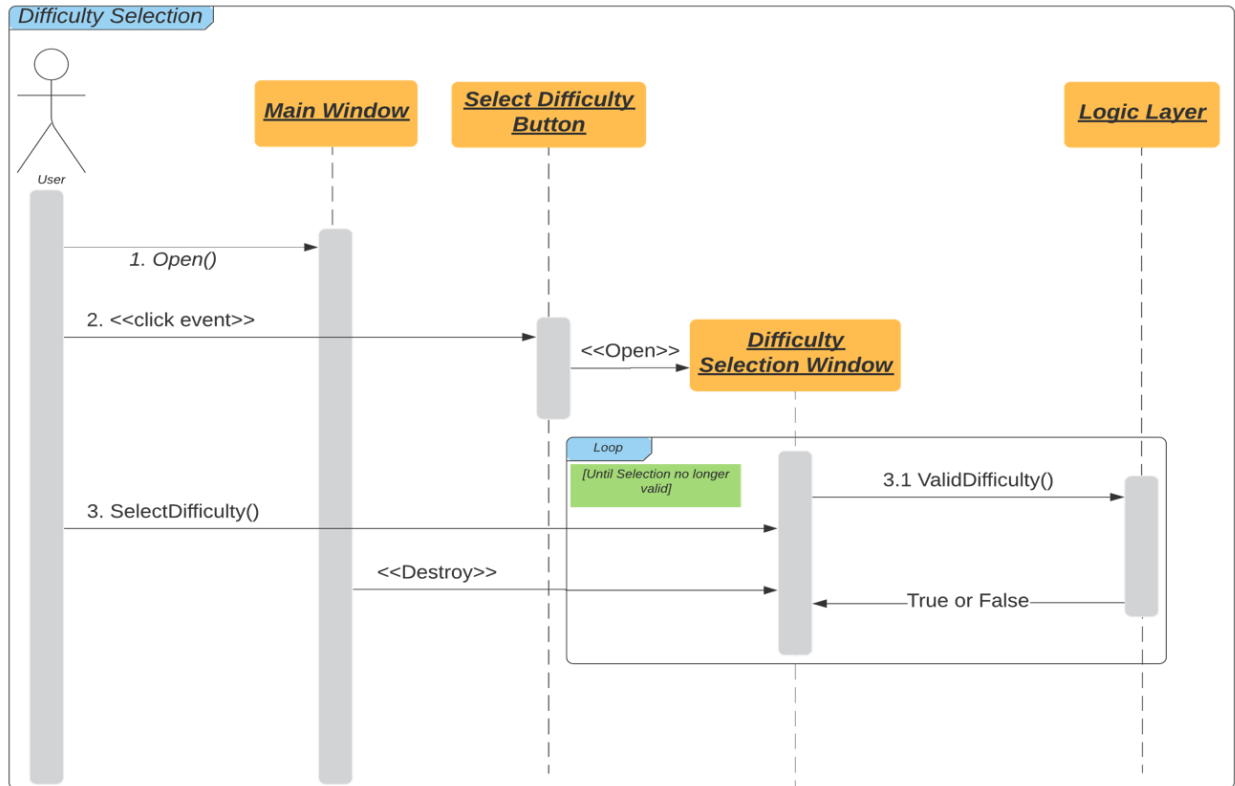 Difficulty Selection
User
Main Window
Select Difficulty
Button
Logic Layer
1. Open()
2. <<click event>>
<<Open>>
Difficulty
Selection Window
Loop
[Until Selection no longer
valid]
3.1 ValidDifficulty()
3. SelectDifficulty()
<<Destroy>>
True or False